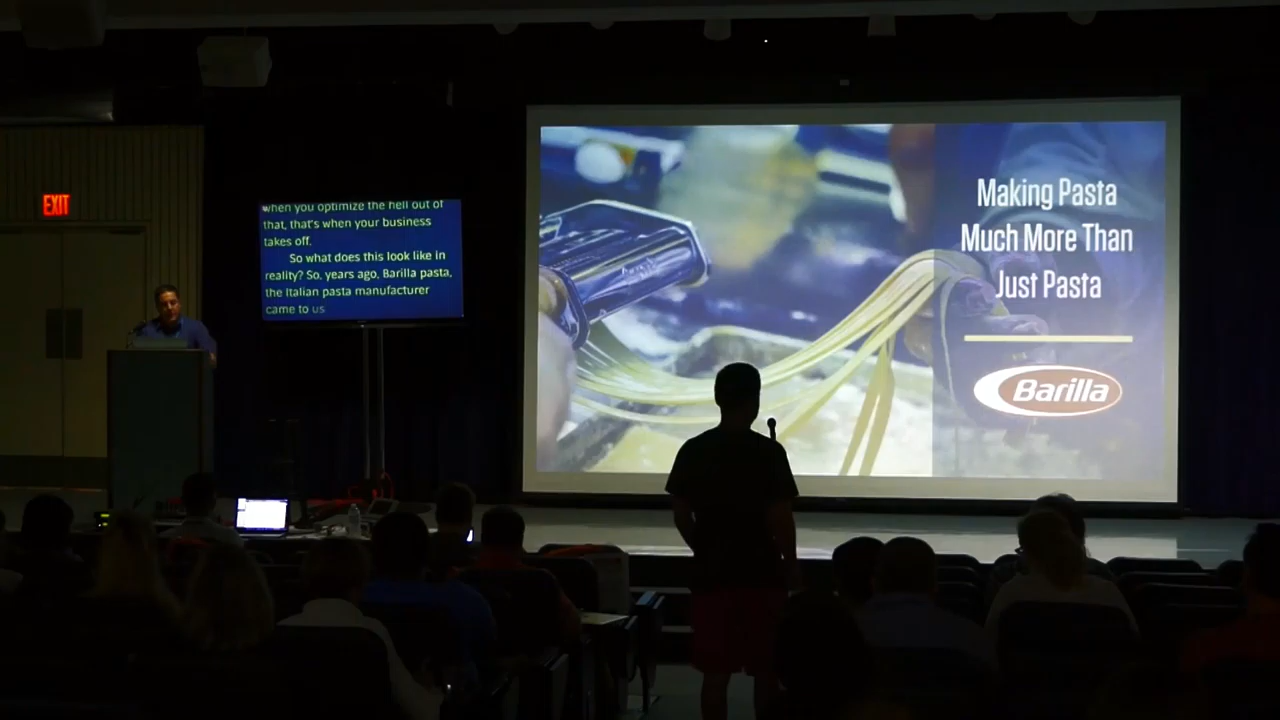 EXIT
when you optimize the hell out of
that, that's when your business
takes off.
So what does this look like in
reality? So, years ago, Barilla pasta,
the Italian pasta manufacturer
came to us
Making Pasta
Much More Than
Just Pasta
Barilla